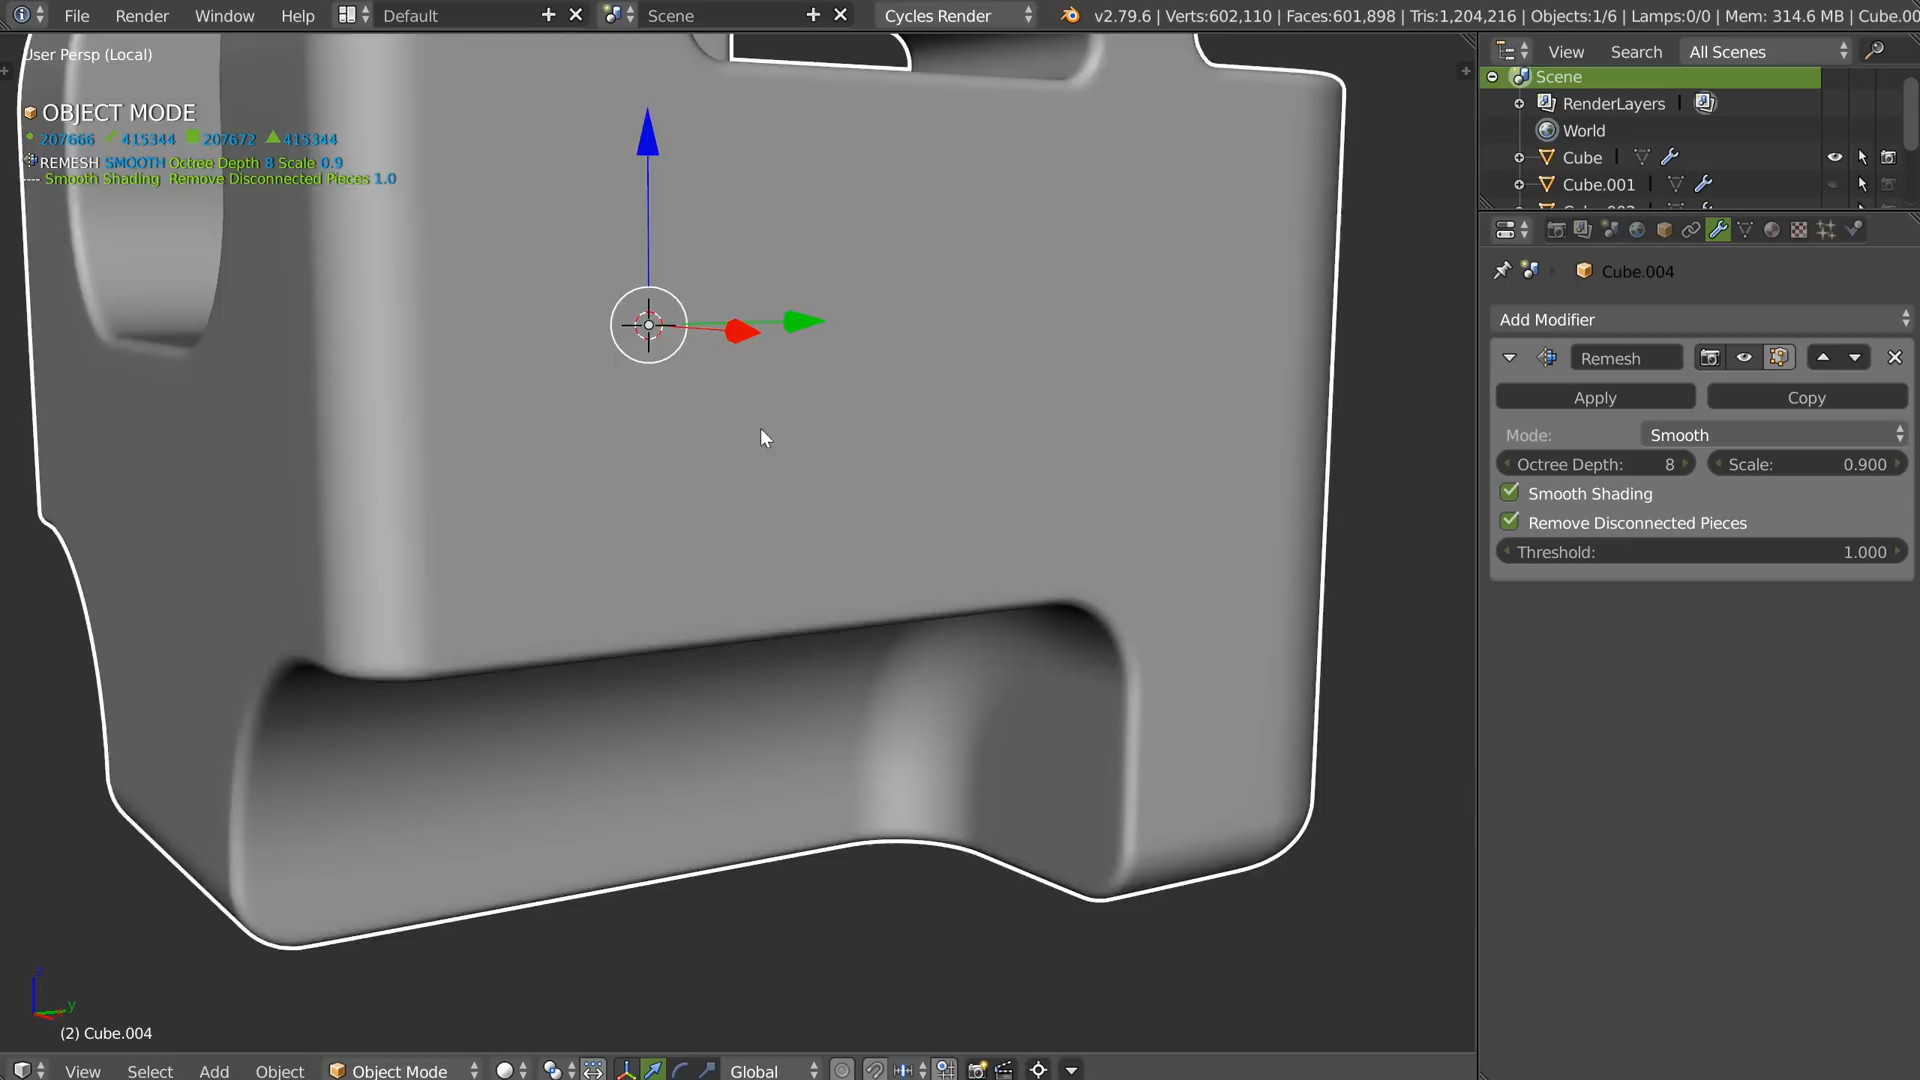 File Render Window Help Default Scene Cycles Render v2.79.6 | Verts:602,110 | Faces:601,898 | Tris:1,204,216 | Objects:1/6 | Lamps:0/0 | Mem: 314.6 MB | Cube.00
User Persp (Local)
OBJECT MODE
207666 415344 207672 415344
REMESH SMOOTH Octree Depth 8 Scale 0.9
Smooth Shading Remove Disconnected Pieces 1.0
View Search All Scenes
Scene
RenderLayers
World
Cube
Cube.001
Cube.004
Add Modifier
Remesh
Apply Copy
Mode: Smooth
Octree Depth: 8 Scale: 0.900
Smooth Shading
Remove Disconnected Pieces
Threshold: 1.000
y
(2) Cube.004
View Select Add Object Object Mode Global